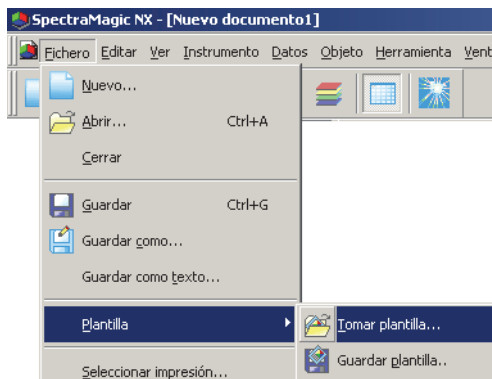 SpectraMagic NX - [Nuevo documento1]
Fichero Editar Ver Instrumento Datos Objeto Herramienta Vent
Nuevo...
Abrir... Ctrl+A
Cerrar
Guardar Ctrl+G
Guardar como...
Guardar como texto...
Plantilla Tomar plantilla...
Guardar plantilla..
Seleccionar impresión...